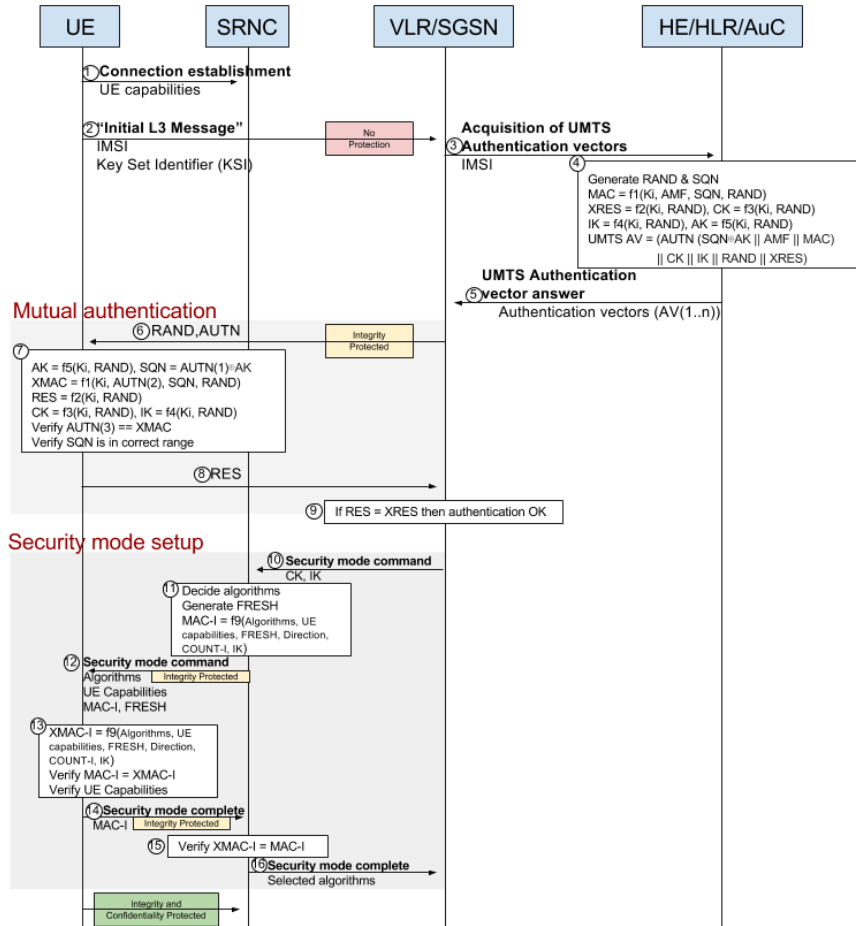 UE
SRNC
VLR/SGSN
HE/HLR/AuC
1 Connection establishment
UE capabilities
2 "Initial L3 Message"
IMSI
Key Set Identifier (KSI)
No
Protection
Acquisition of UMTS
3 Authentication vectors
IMSI
4
Generate RAND & SQN
MAC = f1(Ki, AMF, SQN, RAND)
XRES = f2(Ki, RAND), CK = f3(Ki, RAND)
IK = f4(Ki, RAND), AK = f5(Ki, RAND)
UMTS AV = (AUTN (SQN⊕AK || AMF || MAC)
|| CK || IK || RAND || XRES)
UMTS Authentication
5 vector answer
Authentication vectors (AV(1..n))
Mutual authentication
6 RAND,AUTN
Integrity
Protected
7
AK = f5(Ki, RAND), SQN = AUTN(1)⊕AK
XMAC = f1(Ki, AUTN(2), SQN, RAND)
RES = f2(Ki, RAND)
CK = f3(Ki, RAND), IK = f4(Ki, RAND)
Verify AUTN(3) == XMAC
Verify SQN is in correct range
8 RES
9 If RES = XRES then authentication OK
Security mode setup
10 Security mode command
CK, IK
11 Decide algorithms
Generate FRESH
MAC-I = f9(Algorithms, UE
capabilities, FRESH, Direction,
COUNT-I, IK)
12 Security mode command
Algorithms Integrity Protected
UE Capabilities
MAC-I, FRESH
13 XMAC-I = f9(Algorithms, UE
capabilities, FRESH, Direction,
COUNT-I, IK)
Verify MAC-I = XMAC-I
Verify UE Capabilities
14 Security mode complete
MAC-I Integrity Protected
15 Verify XMAC-I = MAC-I
16 Security mode complete
Selected algorithms
Integrity and
Confidentiality Protected